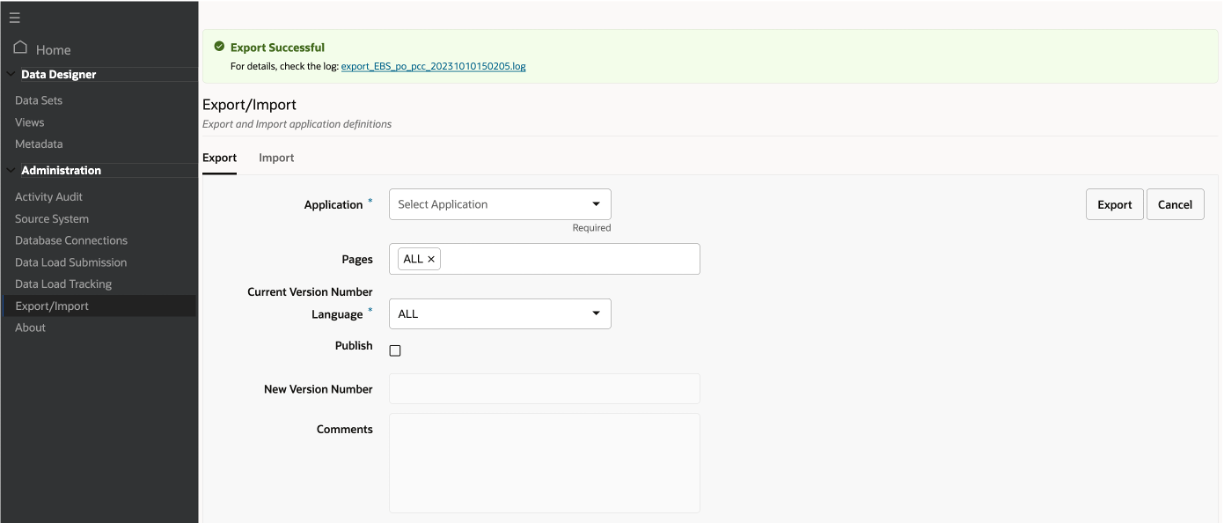 Home
Data Designer
Data Sets
Views
Metadata
Administration
Activity Audit
Source System
Database Connections
Data Load Submission
Data Load Tracking
Export/Import
About
Export Successful
For details, check the log: export_EBS_po_pcc_20231010150205.log
Export/Import
Export and Import application definitions
Export Import
Application * Select Application Export Cancel
Required
Pages ALL ×
Current Version Number
Language * ALL
Publish
New Version Number
Comments